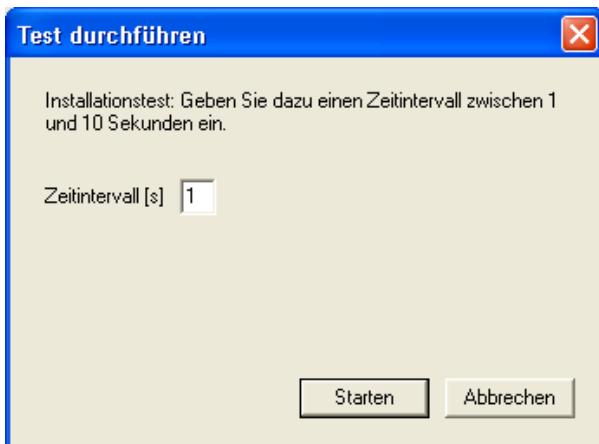 Test durchführen
Installationstest: Geben Sie dazu einen Zeitintervall zwischen 1
und 10 Sekunden ein.
Zeitintervall [s] 1
Starten Abbrechen